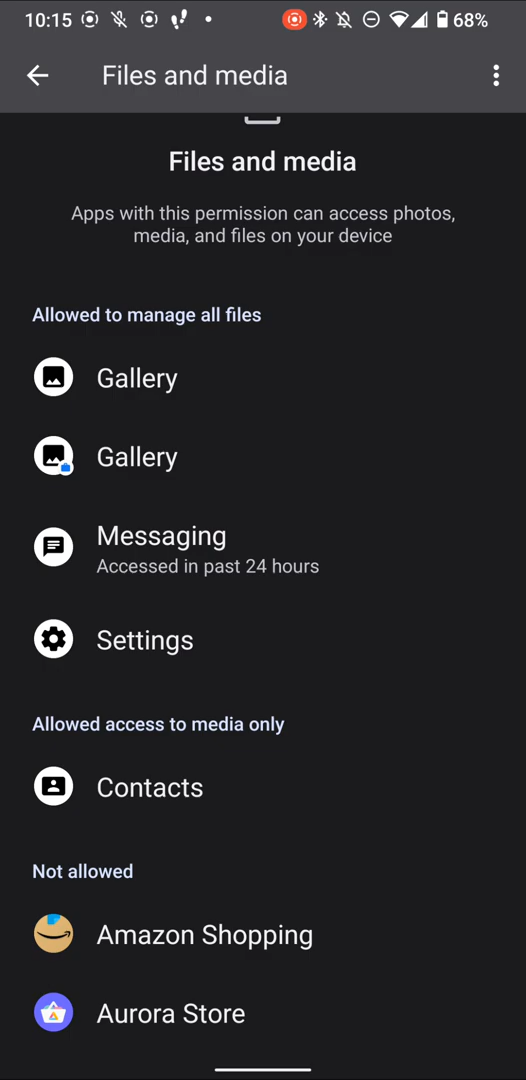 10:15 68%
Files and media
Files and media
Apps with this permission can access photos,
media, and files on your device
Allowed to manage all files
Gallery
Gallery
Messaging
Accessed in past 24 hours
Settings
Allowed access to media only
Contacts
Not allowed
Amazon Shopping
Aurora Store